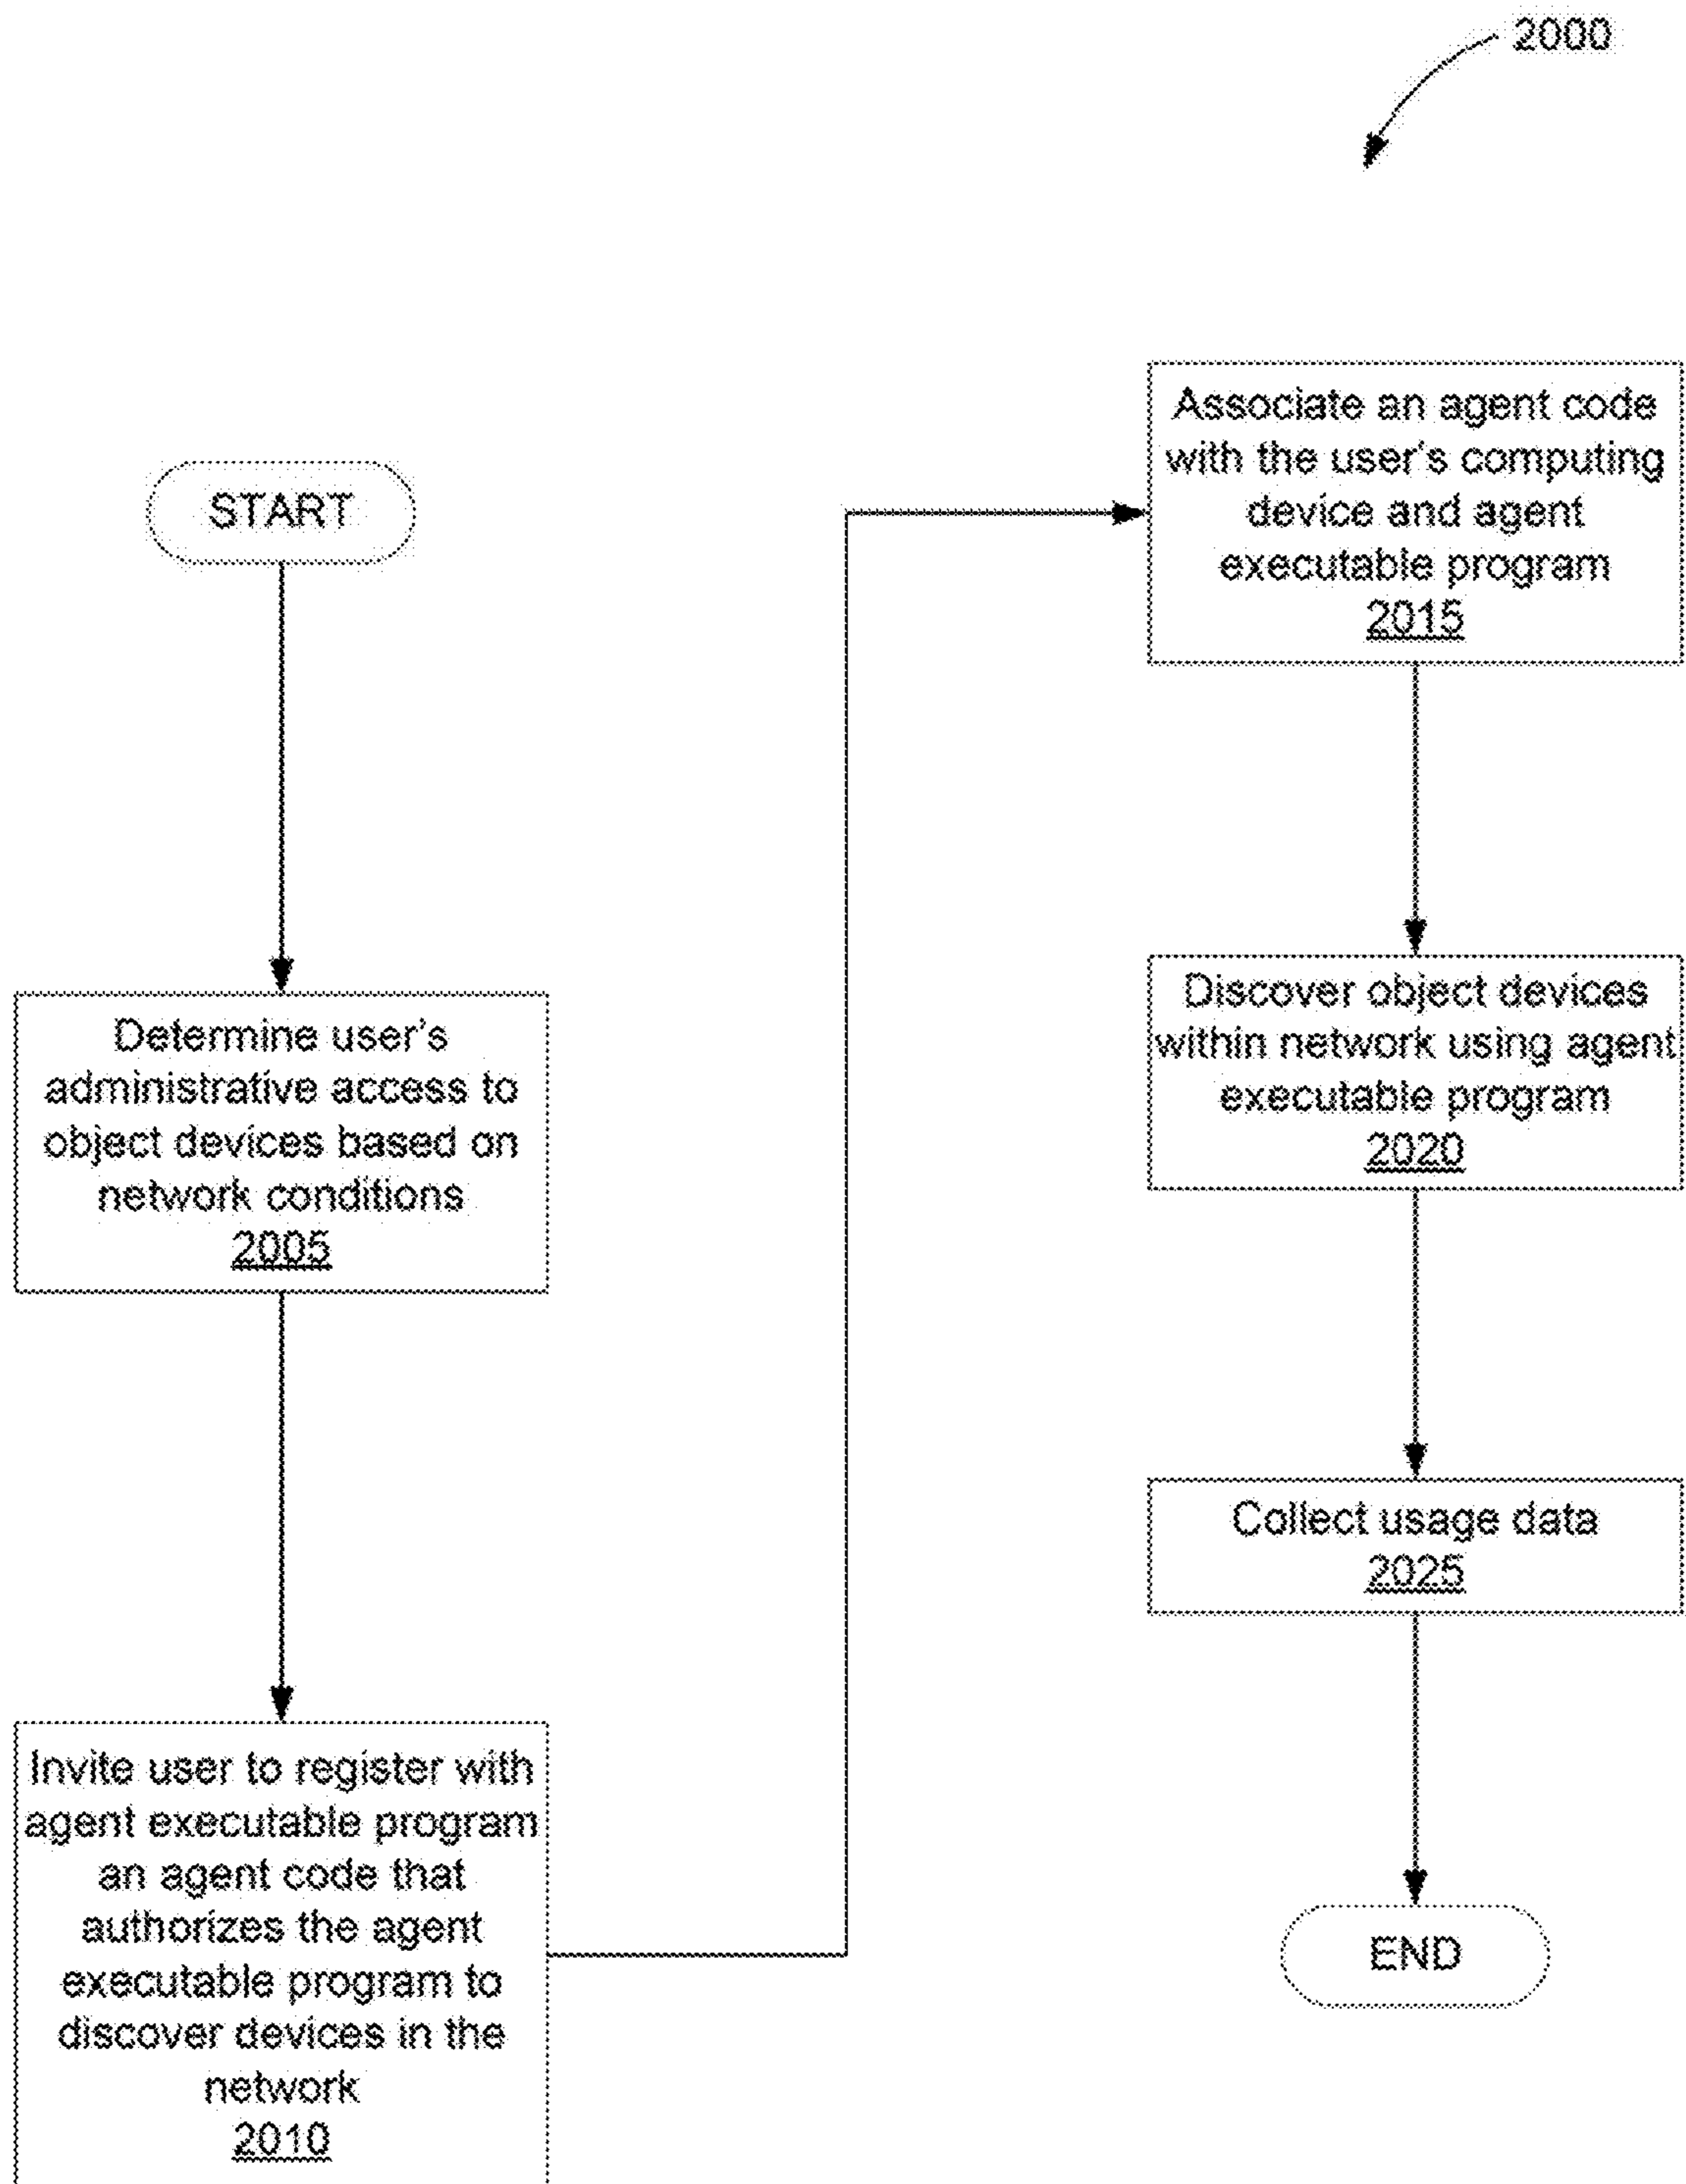 2000
START
Determine user's
administrative access to
object devices based on
network conditions
2005
Invite user to register with
agent executable program
an agent code that
authorizes the agent
executable program to
discover devices in the
network
2010
Associate an agent code
with the user's computing
device and agent
executable program
2015
Discover object devices
within network using agent
executable program
2020
Collect usage data
2025
END